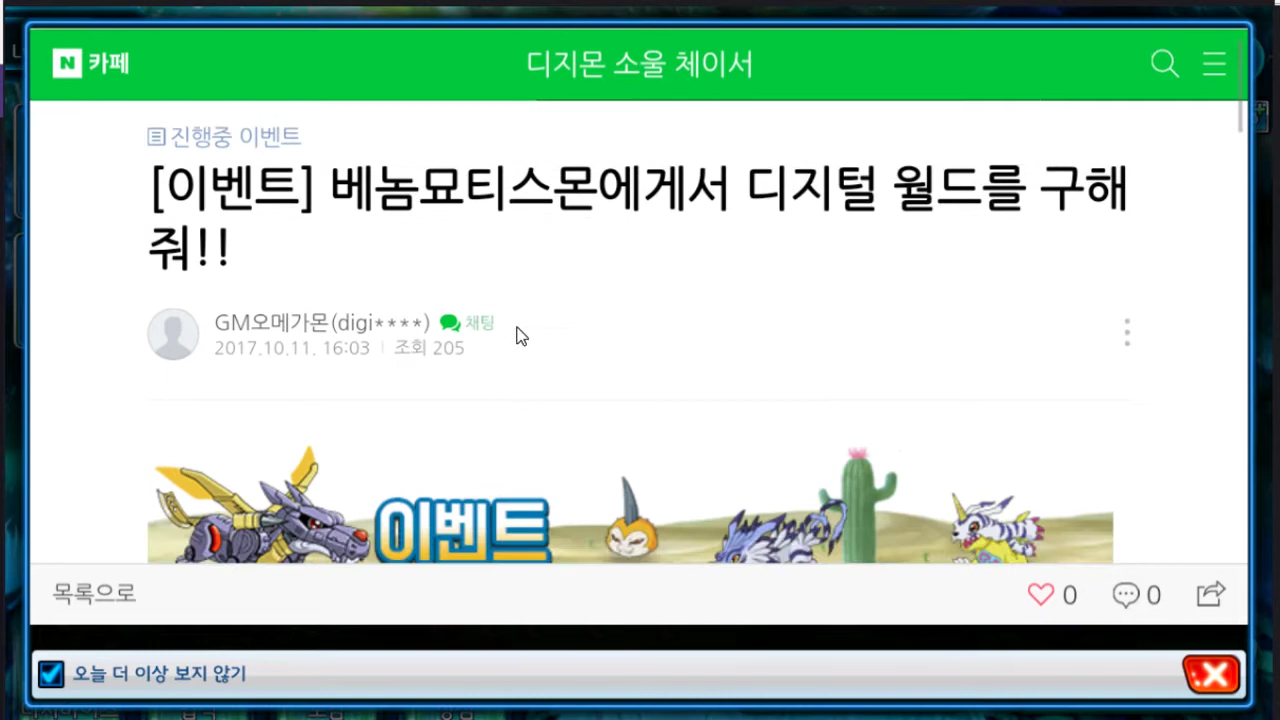 N 카페
디지몬 소울 체이서
진행중 이벤트
[이벤트] 베놈묘티스몬에게서 디지털 월드를 구해
줘!!
GM오메가몬(digi****) 채팅
2017.10.11. 16:03 조회 205
이벤트
목록으로
0 0
오늘 더 이상 보지 않기